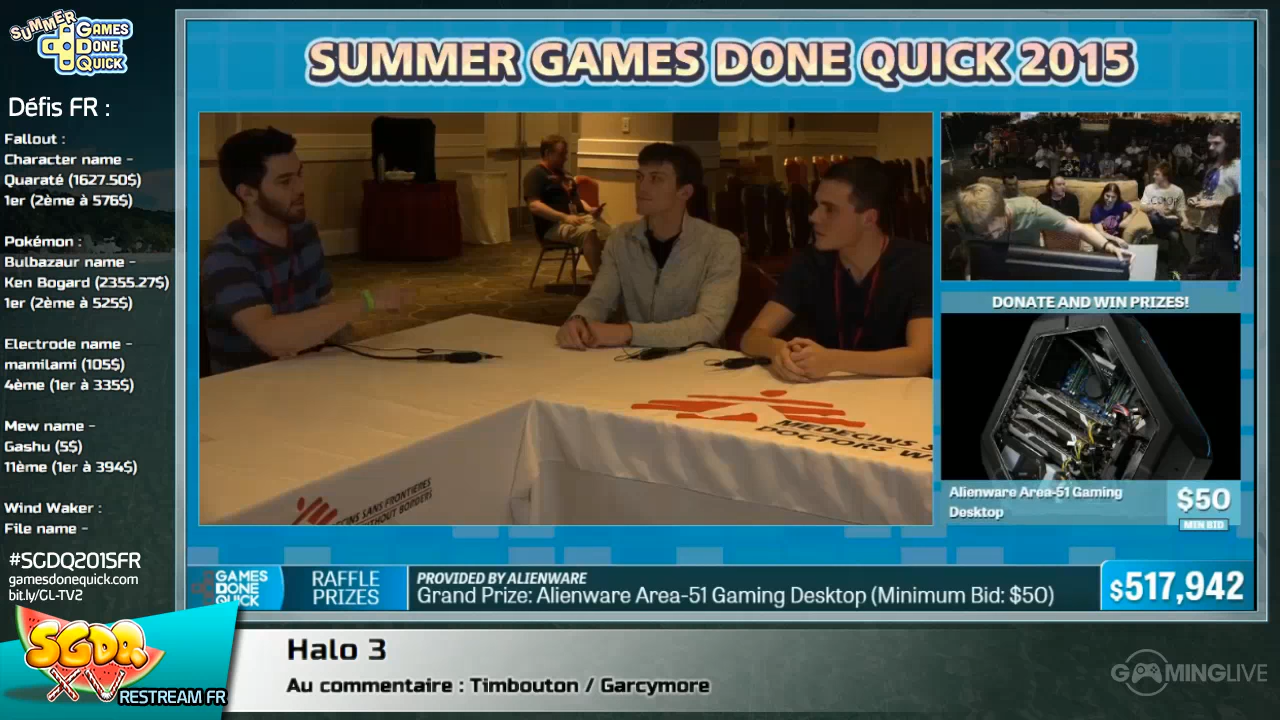 SUMMER
GAMES
DONE
QUICK
Défis FR :
Fallout :
Character name -
Quaraté (1627.50$)
1er (2ème à 576$)
Pokémon :
Bulbazaur name -
Ken Bogard (2355.27$)
1er (2ème à 525$)
Electrode name -
mamilami (105$)
4ème (1er à 335$)
Mew name -
Gashu (5$)
11ème (1er à 394$)
Wind Waker :
File name -
#SGDQ2015FR
gamesdonequick.com
bit.ly/GL-TV2
SGDQ
XV
RESTREAM FR
SUMMER GAMES DONE QUICK 2015
MEDECINS S
DOCTORS W
MEDECINS SANS FRONTIERES
WITHOUT BORDERS
DONATE AND WIN PRIZES!
Alienware Area-51 Gaming
Desktop
$50
MIN BID
GAMES
DONE
QUICK
RAFFLE
PRIZES
PROVIDED BY ALIENWARE
Grand Prize: Alienware Area-51 Gaming Desktop (Minimum Bid: $50)
$517,942
Halo 3
Au commentaire : Timbouton / Garcymore
GAMINGLIVE